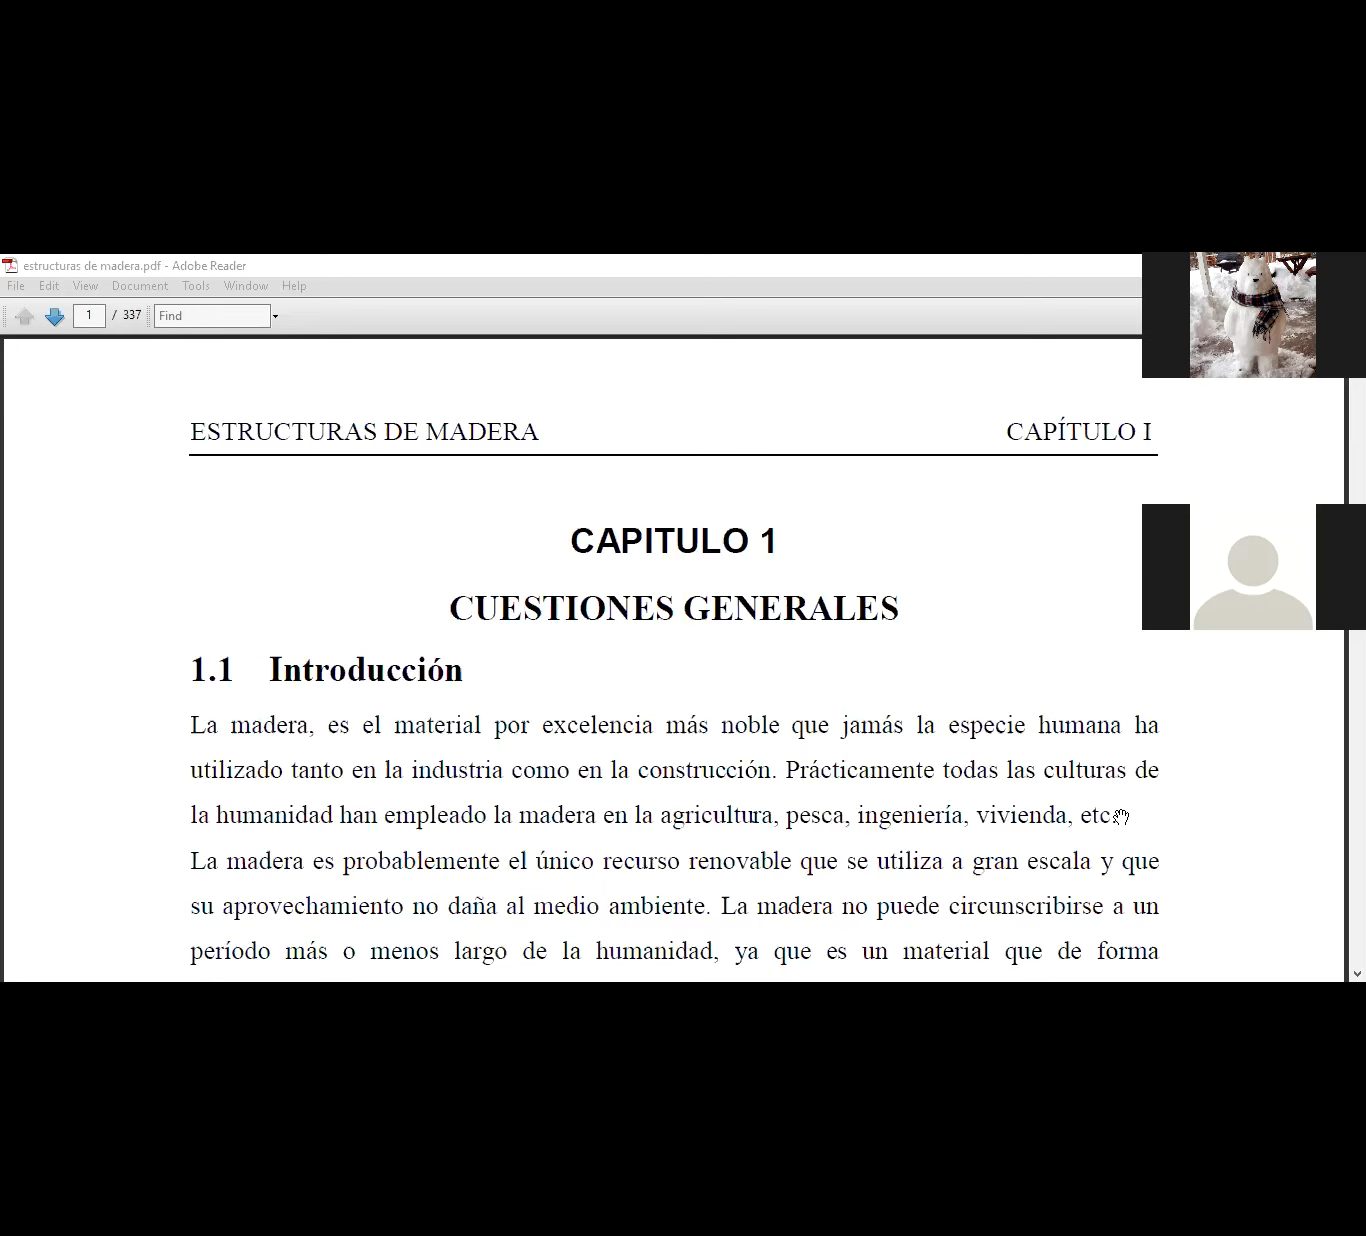 estructuras de madera.pdf - Adobe Reader
File Edit View Document Tools Window Help
1 / 337 Find
ESTRUCTURAS DE MADERA CAPÍTULO I
CAPITULO 1
CUESTIONES GENERALES
1.1 Introducción
La madera, es el material por excelencia más noble que jamás la especie humana ha
utilizado tanto en la industria como en la construcción. Prácticamente todas las culturas de
la humanidad han empleado la madera en la agricultura, pesca, ingeniería, vivienda, etc
La madera es probablemente el único recurso renovable que se utiliza a gran escala y que
su aprovechamiento no daña al medio ambiente. La madera no puede circunscribirse a un
período más o menos largo de la humanidad, ya que es un material que de forma